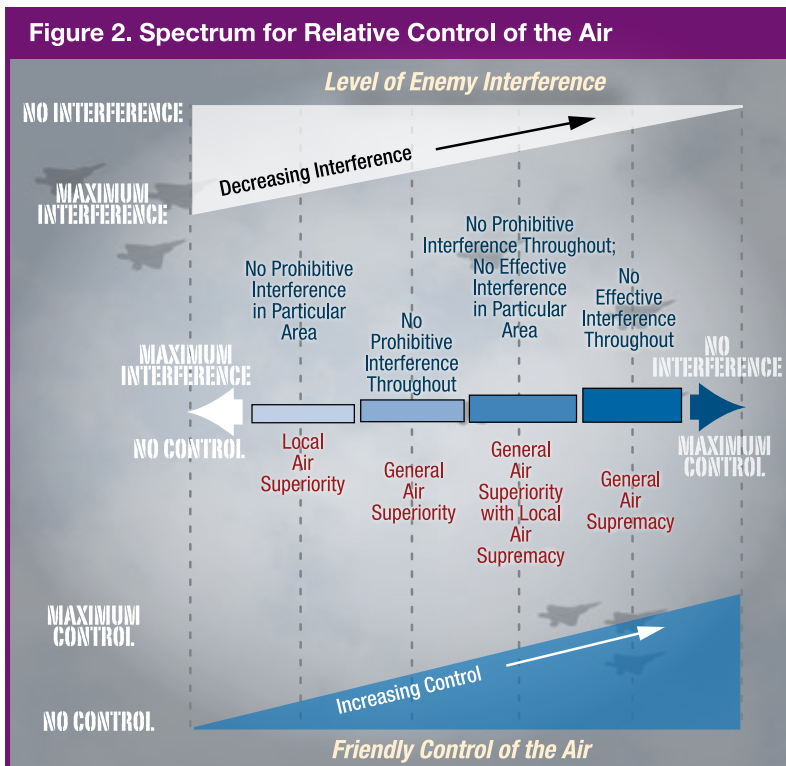 Figure 2. Spectrum for Relative Control of the Air
Level of Enemy Interference
NO INTERFERENCE
Decreasing Interference
MAXIMUM
INTERFERENCE
No Prohibitive
Interference
in Particular
Area
No
Prohibitive
Interference
Throughout
No Prohibitive
Interference Throughout;
No Effective
Interference
in Particular
Area
No
Effective
Interference
Throughout
MAXIMUM
INTERFERENCE
NO
INTERFERENCE
NO CONTROL
MAXIMUM
CONTROL
Local
Air
Superiority
General
Air
Superiority
General
Air
Superiority
with Local
Air
Supremacy
General
Air
Supremacy
MAXIMUM
CONTROL
Increasing Control
NO CONTROL
Friendly Control of the Air